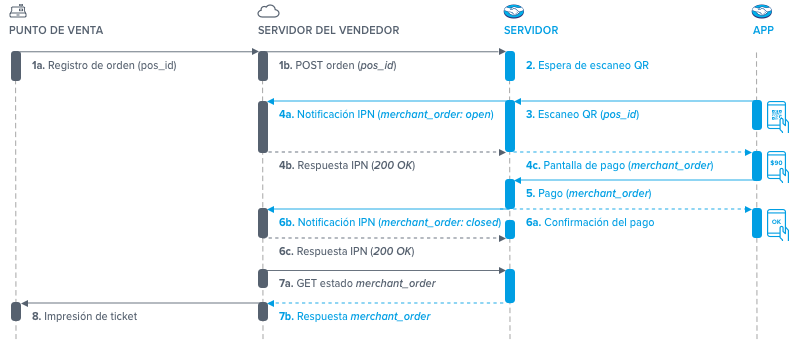 PUNTO DE VENTA
SERVIDOR DEL VENDEDOR
SERVIDOR
APP
1a. Registro de orden (pos_id)
1b. POST orden (pos_id)
2. Espera de escaneo QR
4a. Notificación IPN (merchant_order: open)
3. Escaneo QR (pos_id)
4b. Respuesta IPN (200 OK)
4c. Pantalla de pago (merchant_order)
$90
5. Pago (merchant_order)
6b. Notificación IPN (merchant_order: closed)
6a. Confirmación del pago
OK
6c. Respuesta IPN (200 OK)
7a. GET estado merchant_order
8. Impresión de ticket
7b. Respuesta merchant_order